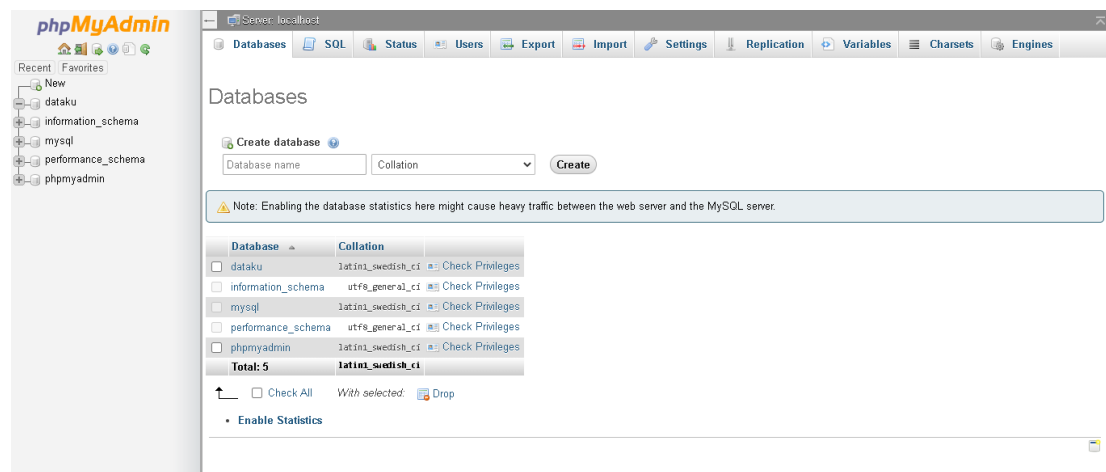 phpMyAdmin
Recent Favorites
New
dataku
information_schema
mysql
performance_schema
phpmyadmin
Server: localhost
Databases SQL Status Users Export Import Settings Replication Variables Charsets Engines
Databases
Create database
Database name Collation Create
Note: Enabling the database statistics here might cause heavy traffic between the web server and the MySQL server.
Database Collation
dataku latin1_swedish_ci Check Privileges
information_schema utf8_general_ci Check Privileges
mysql latin1_swedish_ci Check Privileges
performance_schema utf8_general_ci Check Privileges
phpmyadmin latin1_swedish_ci Check Privileges
Total: 5 latin1_swedish_ci
Check All With selected: Drop
• Enable Statistics